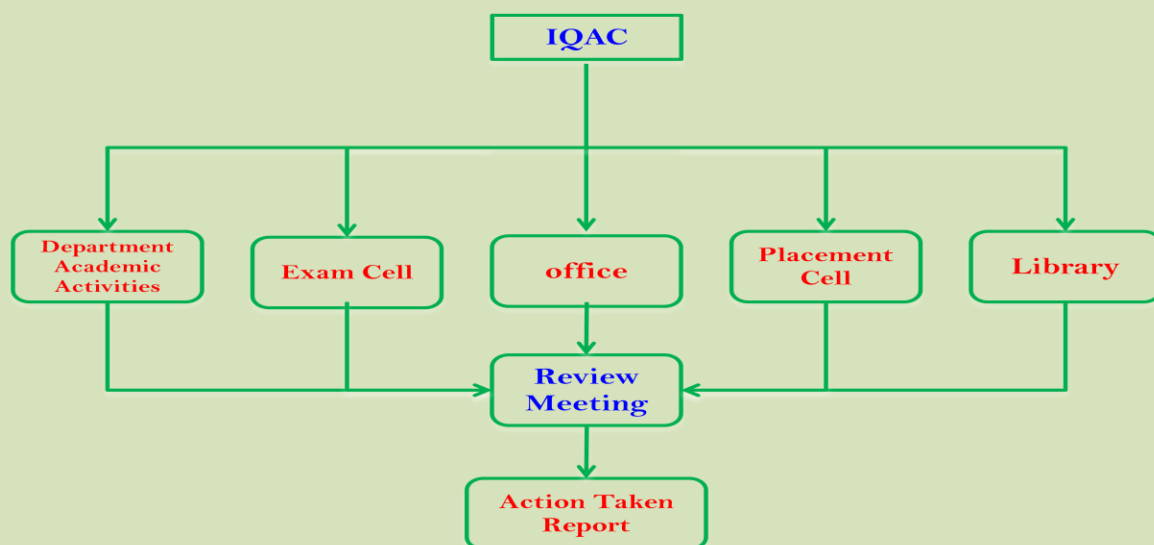 IQAC
Department
Academic
Activities
Exam Cell
office
Placement
Cell
Library
Review
Meeting
Action Taken
Report